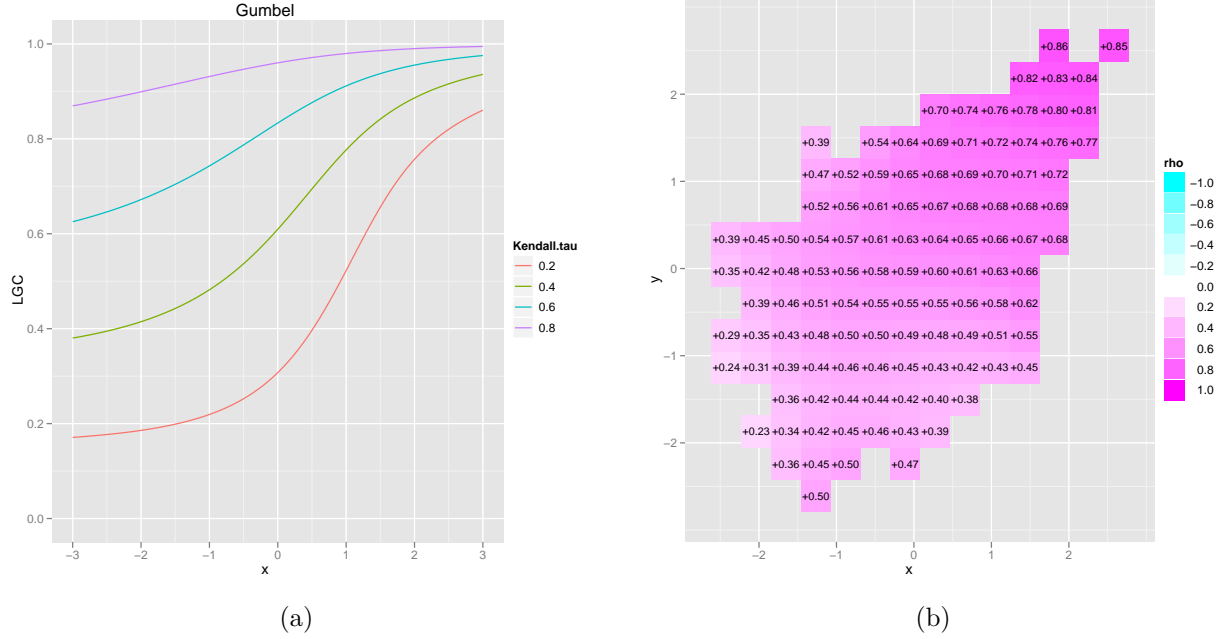 Gumbel
1.0
0.8
0.6
0.4
0.2
0.0
LGC
−3 −2 −1 0 1 2 3
x
Kendall.tau
0.2
0.4
0.6
0.8
(a)
+0.86 +0.85
+0.82 +0.83 +0.84
+0.70 +0.74 +0.76 +0.78 +0.80 +0.81
+0.39 +0.54 +0.64 +0.69 +0.71 +0.72 +0.74 +0.76 +0.77
+0.47 +0.52 +0.59 +0.65 +0.68 +0.69 +0.70 +0.71 +0.72
+0.52 +0.56 +0.61 +0.65 +0.67 +0.68 +0.68 +0.68 +0.69
+0.39 +0.45 +0.50 +0.54 +0.57 +0.61 +0.63 +0.64 +0.65 +0.66 +0.67 +0.68
+0.35 +0.42 +0.48 +0.53 +0.56 +0.58 +0.59 +0.60 +0.61 +0.63 +0.66
+0.39 +0.46 +0.51 +0.54 +0.55 +0.55 +0.55 +0.56 +0.58 +0.62
+0.29 +0.35 +0.43 +0.48 +0.50 +0.50 +0.49 +0.48 +0.49 +0.51 +0.55
+0.24 +0.31 +0.39 +0.44 +0.46 +0.46 +0.45 +0.43 +0.42 +0.43 +0.45
+0.36 +0.42 +0.44 +0.44 +0.42 +0.40 +0.38
+0.23 +0.34 +0.42 +0.45 +0.46 +0.43 +0.39
+0.36 +0.45 +0.50 +0.47
+0.50
2
1
0
−1
−2
y
−2 −1 0 1 2
x
rho
−1.0
−0.8
−0.6
−0.4
−0.2
0.0
0.2
0.4
0.6
0.8
1.0
(b)